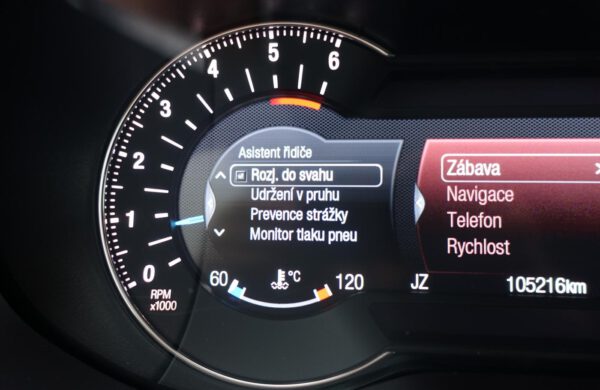 6
5
4
3
2
1
0
RPM
x1000
Asistent řidiče
Rozj. do svahu
Udržení v pruhu
Prevence strážky
Monitor tlaku pneu
60 °C 120
Zábava
Navigace
Telefon
Rychlost
JZ 105216km